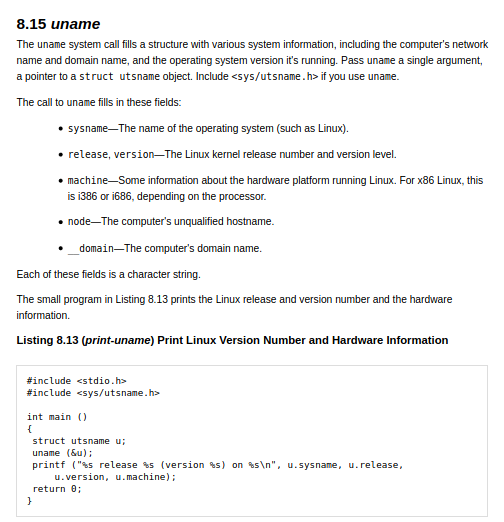 8.15 uname
The uname system call fills a structure with various system information, including the computer's network
name and domain name, and the operating system version it's running. Pass uname a single argument,
a pointer to a struct utsname object. Include <sys/utsname.h> if you use uname.
The call to uname fills in these fields:
• sysname—The name of the operating system (such as Linux).
• release, version—The Linux kernel release number and version level.
• machine—Some information about the hardware platform running Linux. For x86 Linux, this
is i386 or i686, depending on the processor.
• node—The computer's unqualified hostname.
• __domain—The computer's domain name.
Each of these fields is a character string.
The small program in Listing 8.13 prints the Linux release and version number and the hardware
information.
Listing 8.13 (print-uname) Print Linux Version Number and Hardware Information
#include <stdio.h>
#include <sys/utsname.h>
int main ()
{
struct utsname u;
uname (&u);
printf ("%s release %s (version %s) on %s\n", u.sysname, u.release,
u.version, u.machine);
return 0;
}